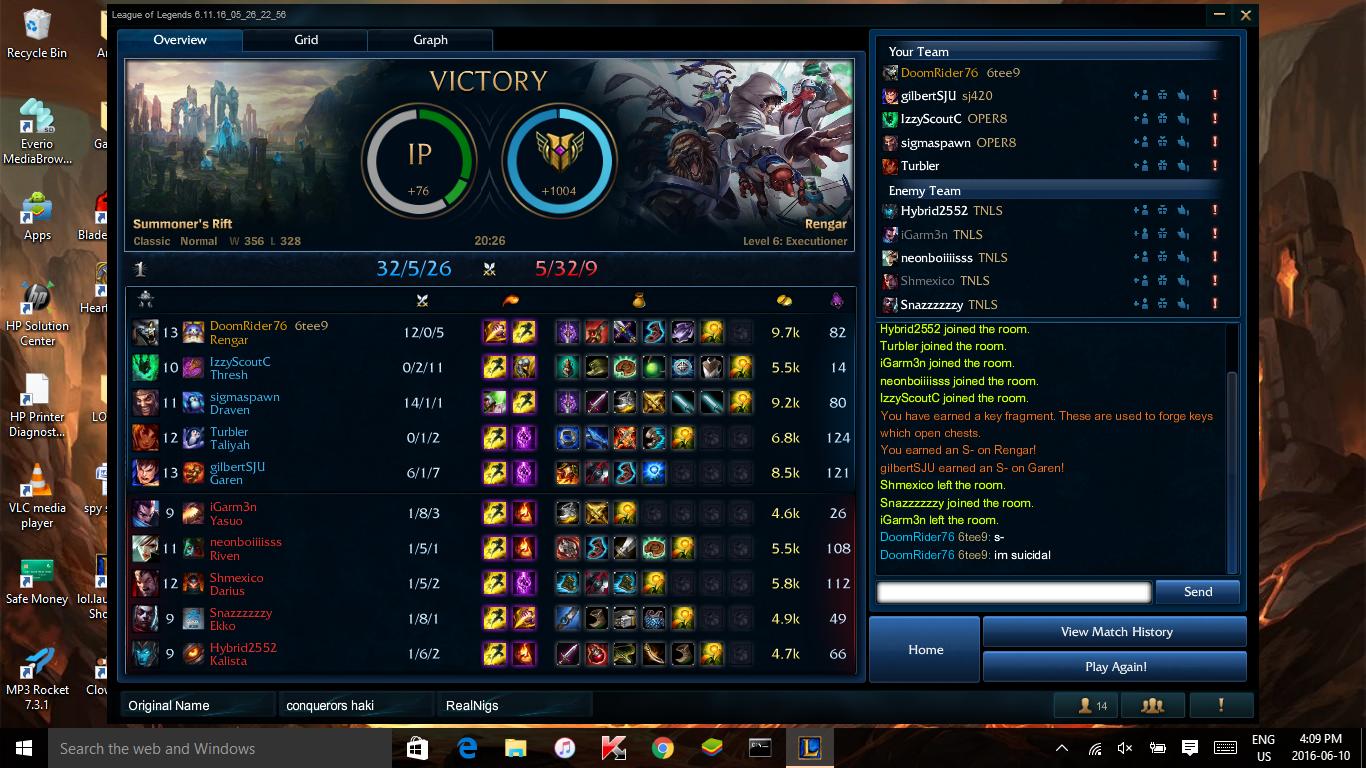 League of Legends 6.11.16_05_26_22_56
Recycle Bin
Everio
MediaBrow...
Apps
HP Solution
Center
HP Printer
Diagnost...
VLC media
player
Safe Money
MP3 Rocket
7.3.1
Ga
Blade
Heart
LO
spy s
lol.lau
Sho
Clov
Overview
Grid
Graph
VICTORY
IP
+76
+1004
Summoner's Rift
Rengar
Classic Normal W 356 L 328
20:26
Level 6: Executioner
1
32/5/26
5/32/9
13 DoomRider76 6tee9 12/0/5 9.7k 82
Rengar
10 IzzyScoutC 0/2/11 5.5k 14
Thresh
11 sigmaspawn 14/1/1 9.2k 80
Draven
12 Turbler 0/1/2 6.8k 124
Taliyah
13 gilbertSJU 6/1/7 8.5k 121
Garen
9 iGarm3n 1/8/3 4.6k 26
Yasuo
11 neonboiiiisss 1/5/1 5.5k 108
Riven
12 Shmexico 1/5/2 5.8k 112
Darius
9 Snazzzzzzy 1/8/1 4.9k 49
Ekko
9 Hybrid2552 1/6/2 4.7k 66
Kalista
Your Team
DoomRider76 6tee9
gilbertSJU sj420
IzzyScoutC OPER8
sigmaspawn OPER8
Turbler
Enemy Team
Hybrid2552 TNLS
iGarm3n TNLS
neonboiiiisss TNLS
Shmexico TNLS
Snazzzzzzy TNLS
Hybrid2552 joined the room.
Turbler joined the room.
iGarm3n joined the room.
neonboiiiisss joined the room.
IzzyScoutC joined the room.
You have earned a key fragment. These are used to forge keys
which open chests.
You earned an S- on Rengar!
gilbertSJU earned an S- on Garen!
Shmexico left the room.
Snazzzzzzy joined the room.
iGarm3n left the room.
DoomRider76 6tee9: s-
DoomRider76 6tee9: im suicidal
Send
Home
View Match History
Play Again!
Original Name
conquerors haki
RealNigs
14
Search the web and Windows
ENG
US
4:09 PM
2016-06-10